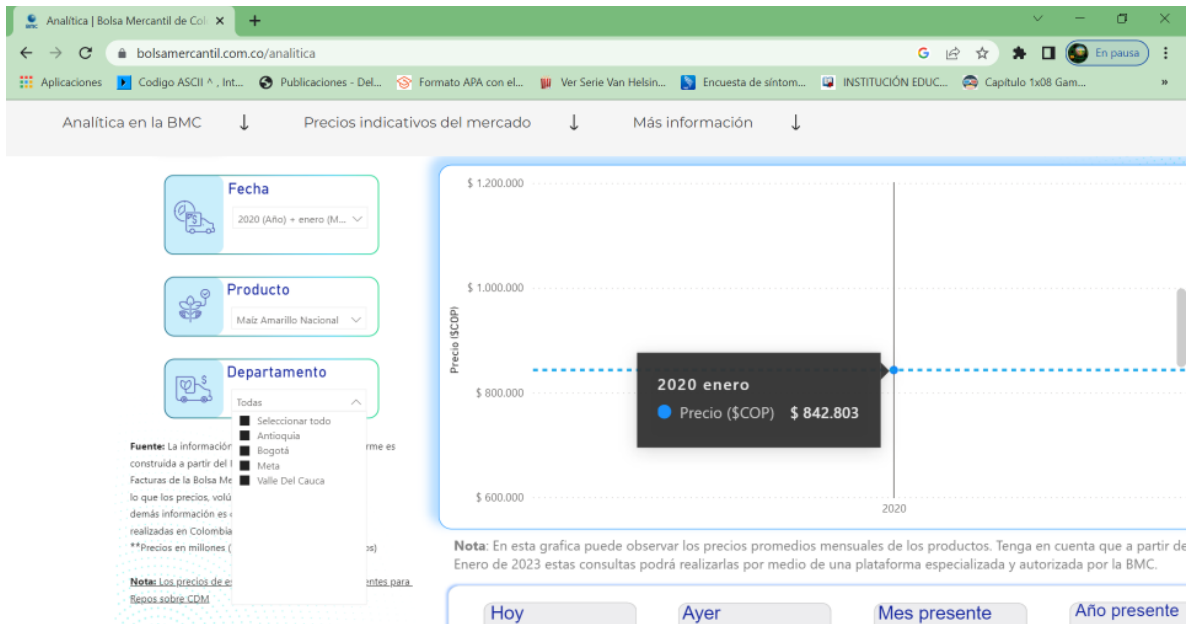 Analítica | Bolsa Mercantil de Col
bolsamercantil.com.co/analitica
En pausa
Aplicaciones
Codigo ASCII ^ , Int...
Publicaciones - Del...
Formato APA con el...
Ver Serie Van Helsin...
Encuesta de síntom...
INSTITUCIÓN EDUC...
Capítulo 1x08 Gam...
»
Analítica en la BMC ↓ Precios indicativos del mercado ↓ Más información ↓
Fecha
2020 (Año) + enero (M...
Producto
Maíz Amarillo Nacional
Departamento
Todas
Seleccionar todo
Antioquia
Bogotá
Meta
Valle Del Cauca
Fuente: La información
rme es
construida a partir del
Facturas de la Bolsa Me
lo que los precios, volú
demás información es
realizadas en Colombia
**Precios en millones (
os)
Nota: Los precios de es
entes para
Repos sobre CDM
$ 1.200.000
$ 1.000.000
$ 800.000
$ 600.000
Precio ($COP)
2020 enero
Precio ($COP) $ 842.803
2020
Nota: En esta grafica puede observar los precios promedios mensuales de los productos. Tenga en cuenta que a partir de
Enero de 2023 estas consultas podrá realizarlas por medio de una plataforma especializada y autorizada por la BMC.
Hoy
Ayer
Mes presente
Año presente